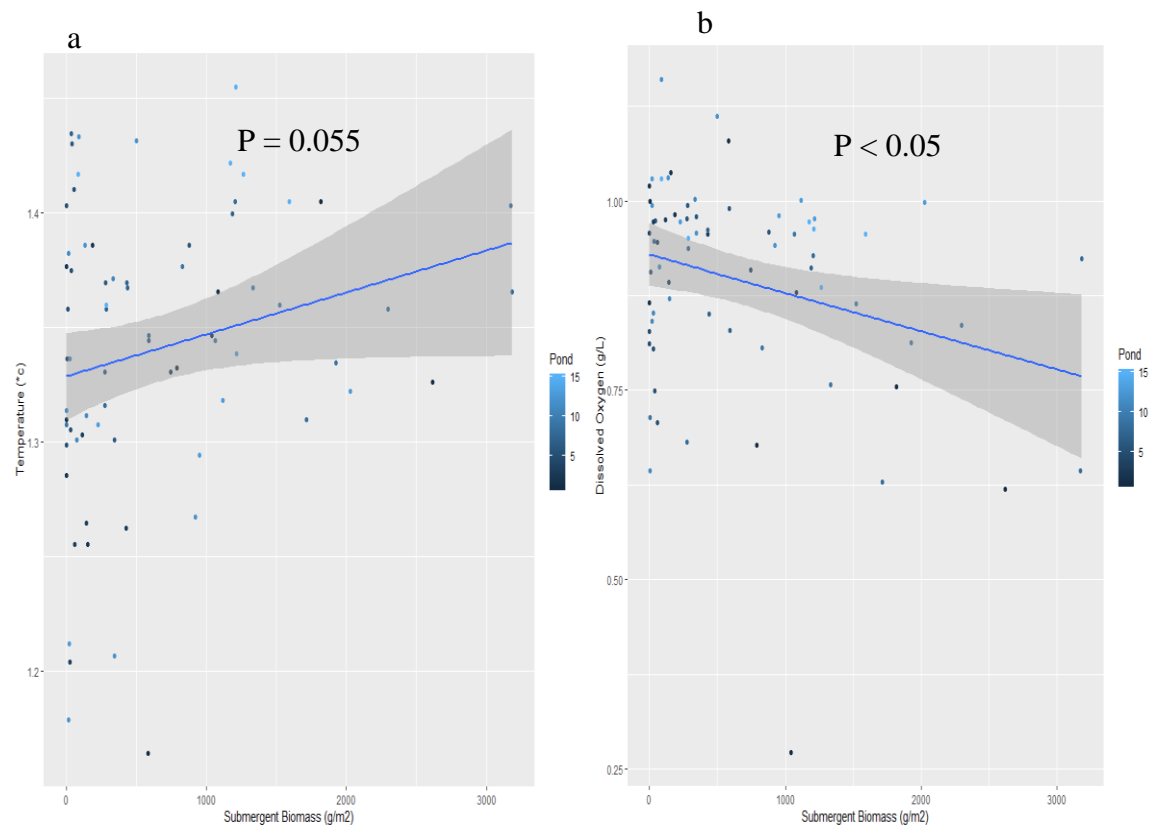 a
P = 0.055
Temperature (°c)
1.4
1.3
1.2
0
1000
2000
3000
Submergent Biomass (g/m2)
Pond
15
10
5
b
P < 0.05
Dissolved Oxygen (g/L)
1.00
0.75
0.50
0.25
0
1000
2000
3000
Submergent Biomass (g/m2)
Pond
15
10
5